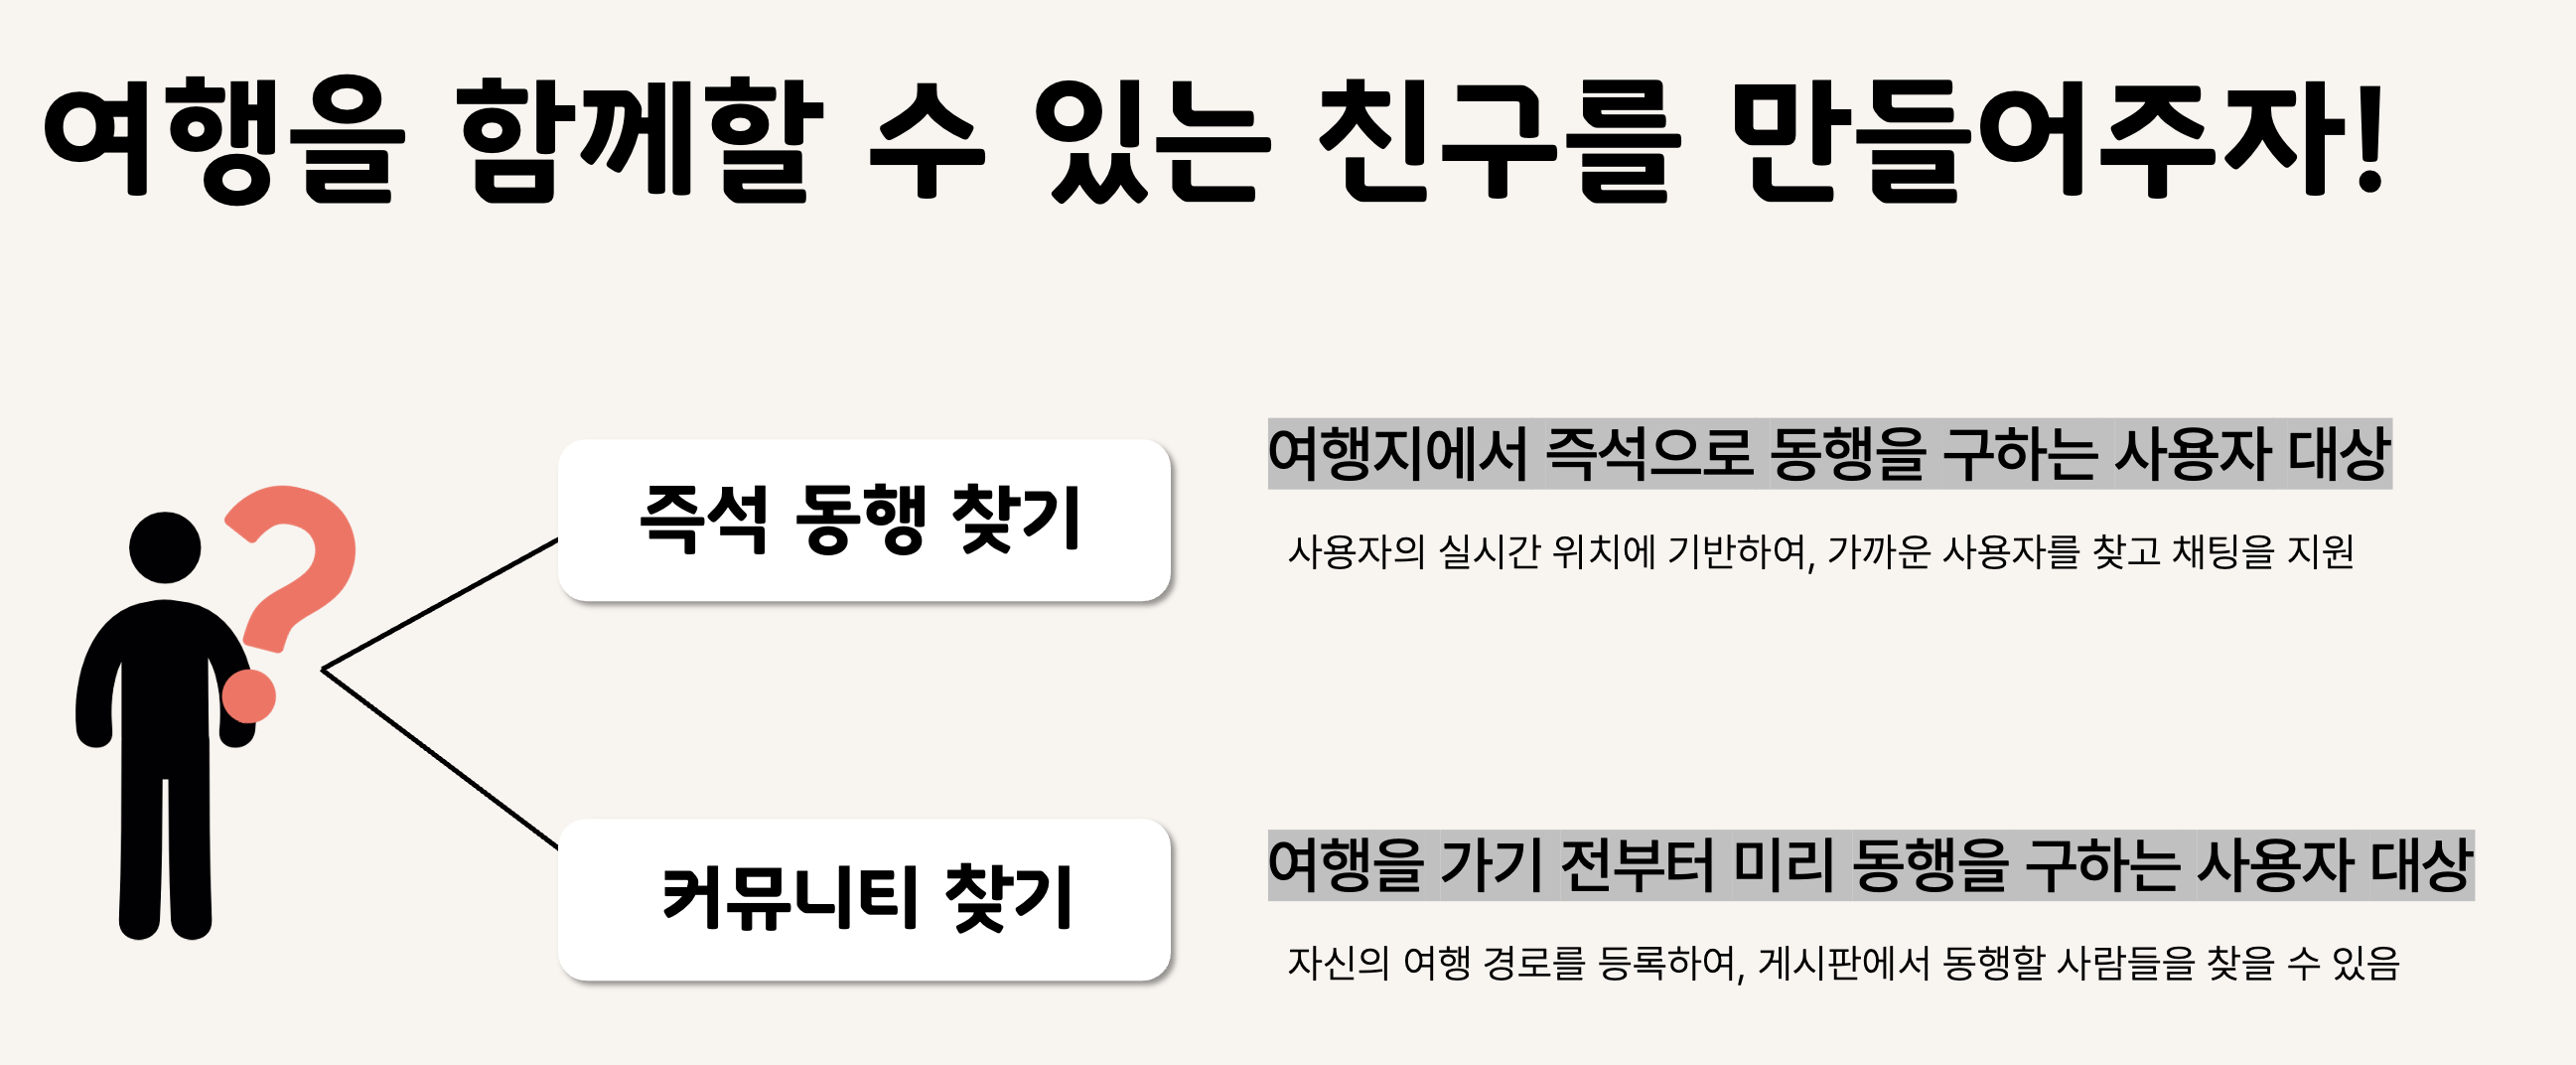 여행을 함께할 수 있는 친구를 만들어주자!
즉석 동행 찾기
여행지에서 즉석으로 동행을 구하는 사용자 대상
사용자의 실시간 위치에 기반하여, 가까운 사용자를 찾고 채팅을 지원
커뮤니티 찾기
여행을 가기 전부터 미리 동행을 구하는 사용자 대상
자신의 여행 경로를 등록하여, 게시판에서 동행할 사람들을 찾을 수 있음